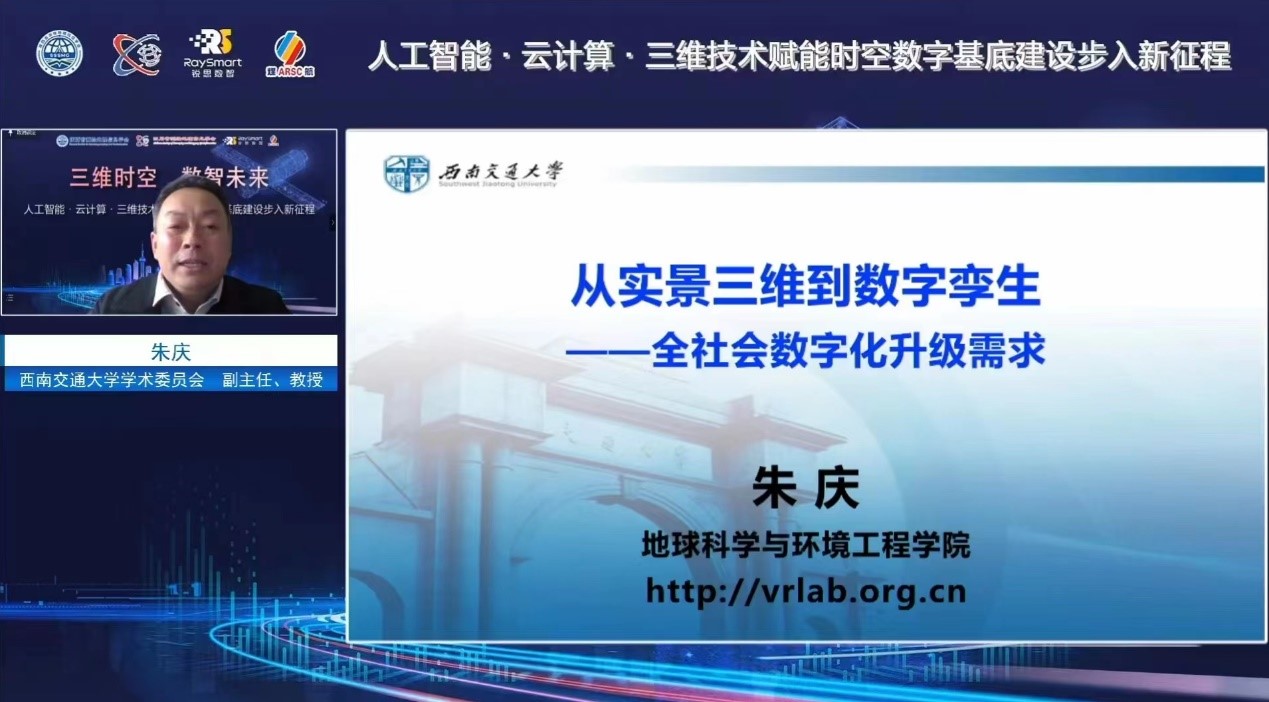 RaySmart
锐思数智
ARSC
人工智能·云计算·三维技术赋能时空数字基底建设步入新征程
三维时空 数智未来
人工智能·云计算·三维技 基底建设步入新征程
朱庆
西南交通大学学术委员会 副主任、教授
西南交通大学
Southwest Jiaotong University
从实景三维到数字孪生
——全社会数字化升级需求
朱 庆
地球科学与环境工程学院
http://vrlab.org.cn